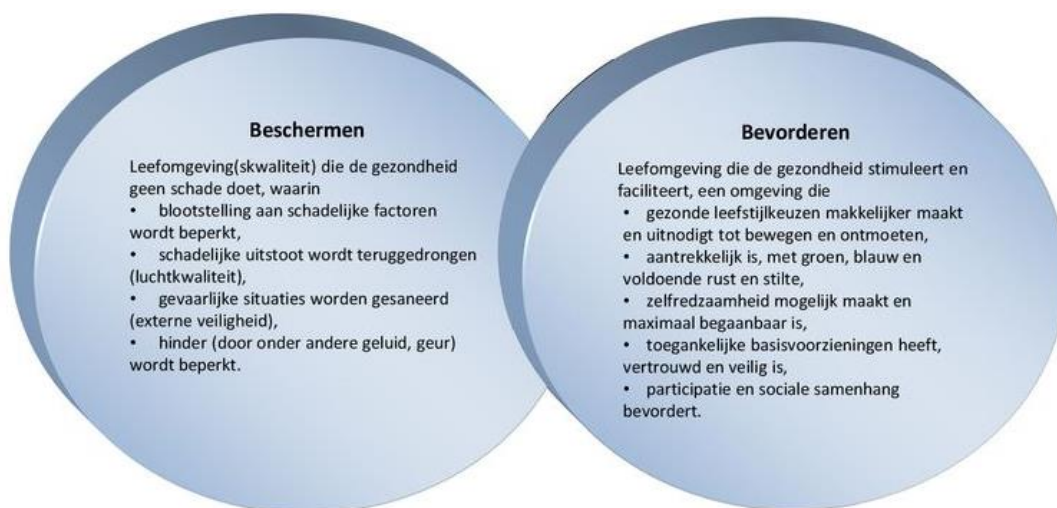 Beschermen
Leefomgeving(skwaliteit) die de gezondheid
geen schade doet, waarin
• blootstelling aan schadelijke factoren
wordt beperkt,
• schadelijke uitstoot wordt teruggedrongen
(luchtkwaliteit),
• gevaarlijke situaties worden gesaneerd
(externe veiligheid),
• hinder (door onder andere geluid, geur)
wordt beperkt.
Bevorderen
Leefomgeving die de gezondheid stimuleert en
faciliteert, een omgeving die
• gezonde leefstijlkeuzen makkelijker maakt
en uitnodigt tot bewegen en ontmoeten,
• aantrekkelijk is, met groen, blauw en
voldoende rust en stilte,
• zelfredzaamheid mogelijk maakt en
maximaal begaanbaar is,
• toegankelijke basisvoorzieningen heeft,
vertrouwd en veilig is,
• participatie en sociale samenhang
bevordert.